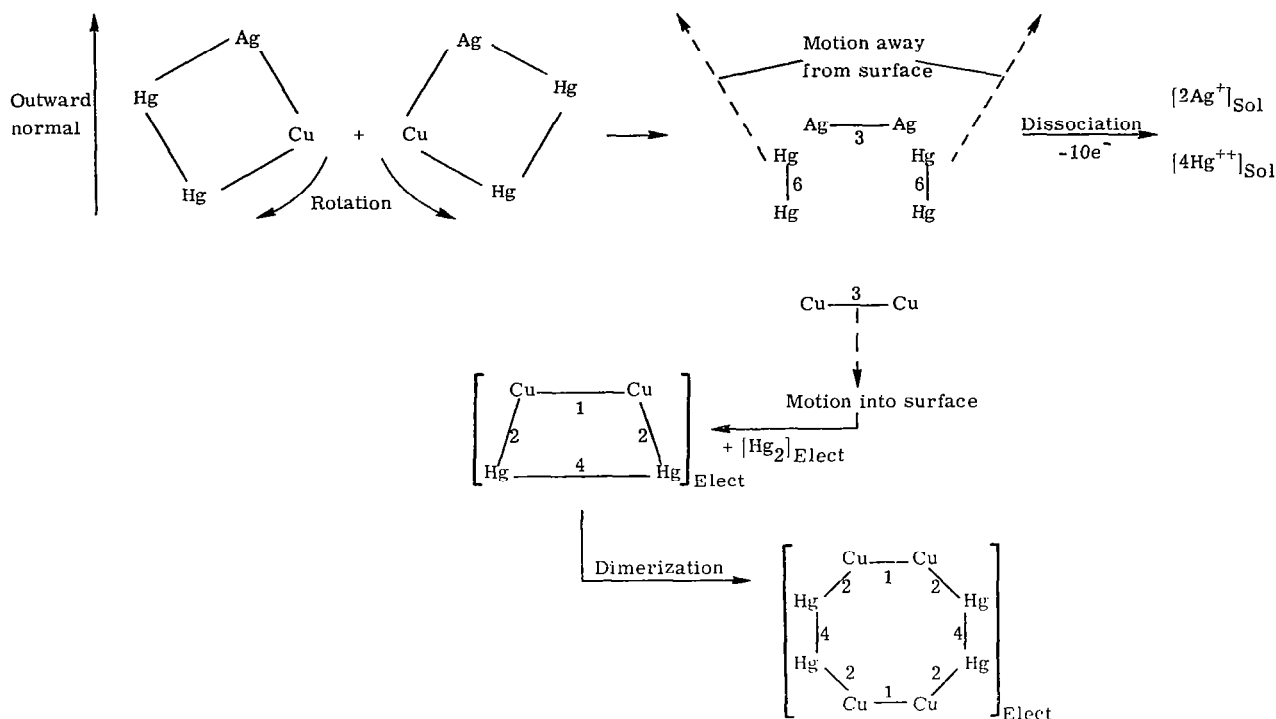 Outward
normal
Ag
Hg
Cu
Hg
+
Ag
Hg
Cu
Hg
Rotation
Motion away
from surface
Ag Ag
3
Hg Hg
6 6
Hg Hg
Dissociation
-10e⁻
[2Ag⁺]Sol
[4Hg⁺⁺]Sol
Cu 3 Cu
Motion into surface
+ [Hg₂]Elect
Cu Cu
1
2 2
4
Hg Hg
Elect
Dimerization
Cu Cu
1
2 2
Hg Hg
4 4
Hg Hg
2 2
1
Cu Cu
Elect